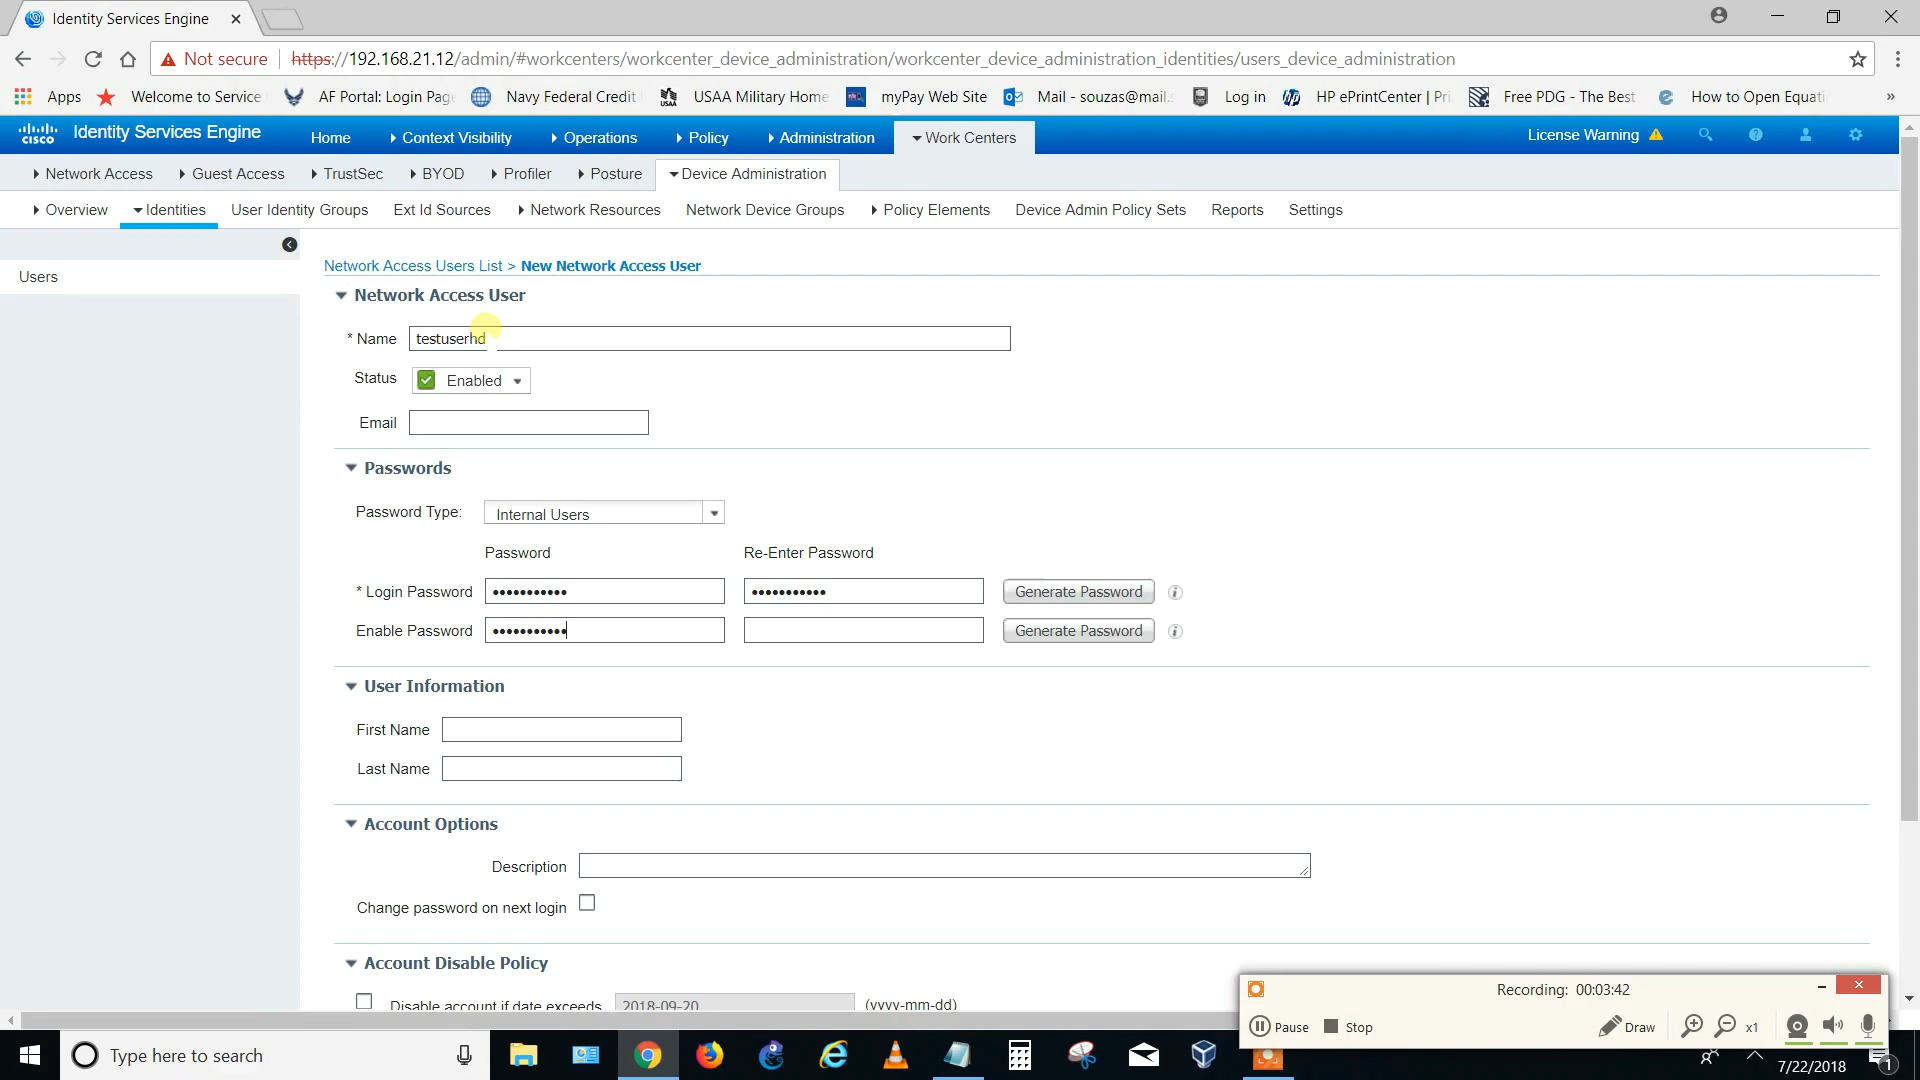 Identity Services Engine
Not secure https://192.168.21.12/admin/#workcenters/workcenter_device_administration/workcenter_device_administration_identities/users_device_administration
Apps Welcome to Service AF Portal: Login Page Navy Federal Credit USAA Military Home myPay Web Site Mail - souzas@mail. Log in HP ePrintCenter | Pri Free PDG - The Best How to Open Equati »
cisco Identity Services Engine Home Context Visibility Operations Policy Administration Work Centers License Warning
Network Access Guest Access TrustSec BYOD Profiler Posture Device Administration
Overview Identities User Identity Groups Ext Id Sources Network Resources Network Device Groups Policy Elements Device Admin Policy Sets Reports Settings
Users
Network Access Users List > New Network Access User
Network Access User
* Name testuserhd
Status Enabled
Email
Passwords
Password Type: Internal Users
Password Re-Enter Password
* Login Password ••••••••••• ••••••••••• Generate Password i
Enable Password ••••••••••• Generate Password i
User Information
First Name
Last Name
Account Options
Description
Change password on next login
Account Disable Policy
Disable account if date exceeds 2018-09-20 (yyyy-mm-dd)
Recording: 00:03:42
Pause Stop Draw x1
Type here to search
7/22/2018
1